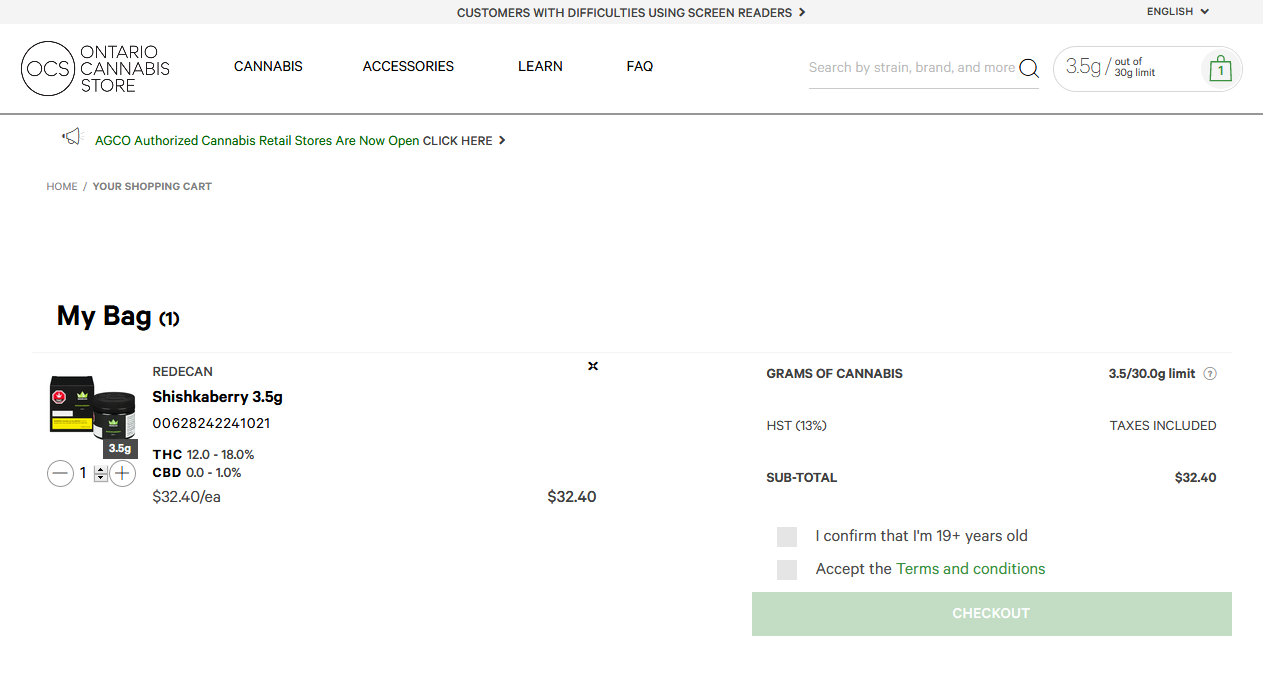 CUSTOMERS WITH DIFFICULTIES USING SCREEN READERS
ENGLISH
OCS
ONTARIO
CANNABIS
STORE
CANNABIS
ACCESSORIES
LEARN
FAQ
Search by strain, brand, and more
3.5g / out of
30g limit
1
AGCO Authorized Cannabis Retail Stores Are Now Open CLICK HERE
HOME / YOUR SHOPPING CART
My Bag (1)
REDECAN
Shishkaberry 3.5g
00628242241021
3.5g
THC 12.0 - 18.0%
CBD 0.0 - 1.0%
1
$32.40/ea
$32.40
GRAMS OF CANNABIS
3.5/30.0g limit ?
HST (13%)
TAXES INCLUDED
SUB-TOTAL
$32.40
I confirm that I'm 19+ years old
Accept the Terms and conditions
CHECKOUT